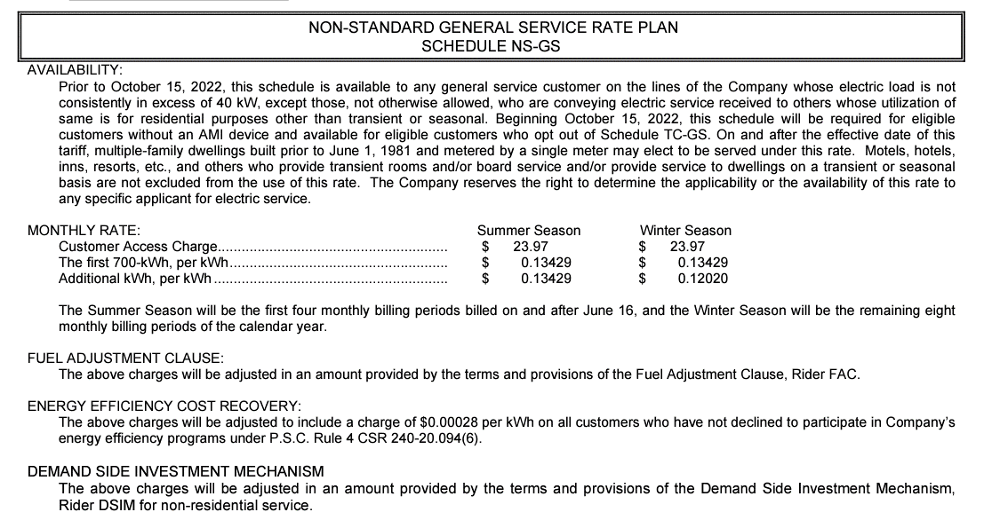 NON-STANDARD GENERAL SERVICE RATE PLAN
SCHEDULE NS-GS
AVAILABILITY:
Prior to October 15, 2022, this schedule is available to any general service customer on the lines of the Company whose electric load is not
consistently in excess of 40 kW, except those, not otherwise allowed, who are conveying electric service received to others whose utilization of
same is for residential purposes other than transient or seasonal. Beginning October 15, 2022, this schedule will be required for eligible
customers without an AMI device and available for eligible customers who opt out of Schedule TC-GS. On and after the effective date of this
tariff, multiple-family dwellings built prior to June 1, 1981 and metered by a single meter may elect to be served under this rate. Motels, hotels,
inns, resorts, etc., and others who provide transient rooms and/or board service and/or provide service to dwellings on a transient or seasonal
basis are not excluded from the use of this rate. The Company reserves the right to determine the applicability or the availability of this rate to
any specific applicant for electric service.
MONTHLY RATE: Summer Season Winter Season
Customer Access Charge.................................................. $ 23.97 $ 23.97
The first 700-kWh, per kWh................................................ $ 0.13429 $ 0.13429
Additional kWh, per kWh ................................................... $ 0.13429 $ 0.12020
The Summer Season will be the first four monthly billing periods billed on and after June 16, and the Winter Season will be the remaining eight
monthly billing periods of the calendar year.
FUEL ADJUSTMENT CLAUSE:
The above charges will be adjusted in an amount provided by the terms and provisions of the Fuel Adjustment Clause, Rider FAC.
ENERGY EFFICIENCY COST RECOVERY:
The above charges will be adjusted to include a charge of $0.00028 per kWh on all customers who have not declined to participate in Company's
energy efficiency programs under P.S.C. Rule 4 CSR 240-20.094(6).
DEMAND SIDE INVESTMENT MECHANISM
The above charges will be adjusted in an amount provided by the terms and provisions of the Demand Side Investment Mechanism,
Rider DSIM for non-residential service.